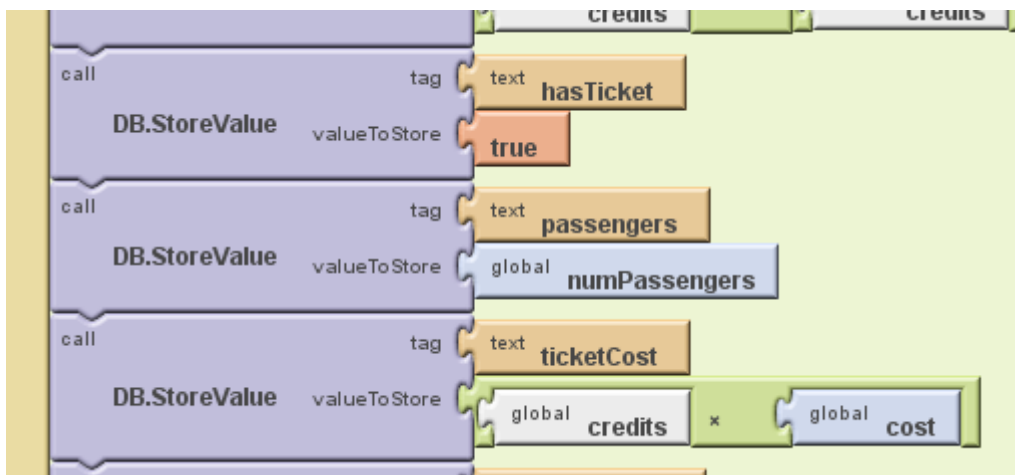 credits credits
call tag text hasTicket
DB.StoreValue valueToStore true
call tag text passengers
DB.StoreValue valueToStore global numPassengers
call tag text ticketCost
DB.StoreValue valueToStore global credits × global cost